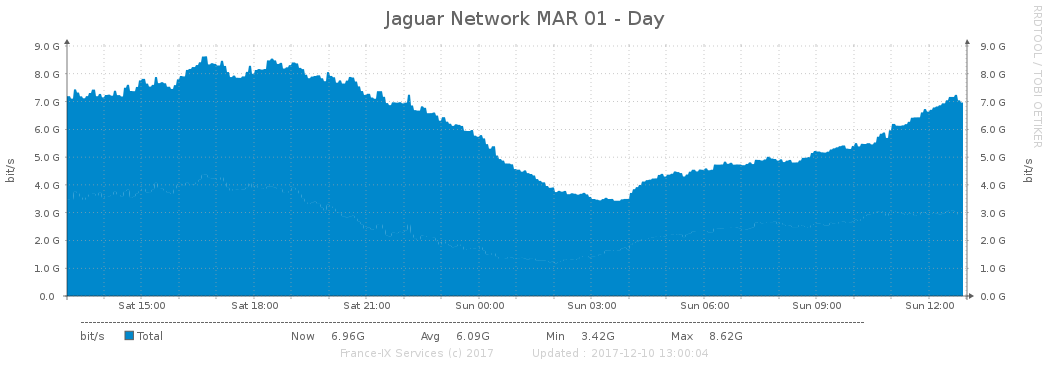 Jaguar Network MAR 01 - Day
RRDTOOL / TOBI OETIKER
bit/s
9.0 G
8.0 G
7.0 G
6.0 G
5.0 G
4.0 G
3.0 G
2.0 G
1.0 G
0.0
9.0 G
8.0 G
7.0 G
6.0 G
5.0 G
4.0 G
3.0 G
2.0 G
1.0 G
0.0 G
bit/s
Sat 15:00 Sat 18:00 Sat 21:00 Sun 00:00 Sun 03:00 Sun 06:00 Sun 09:00 Sun 12:00
bit/s Total Now 6.96G Avg 6.09G Min 3.42G Max 8.62G
France-IX Services (c) 2017 Updated : 2017-12-10 13:00:04